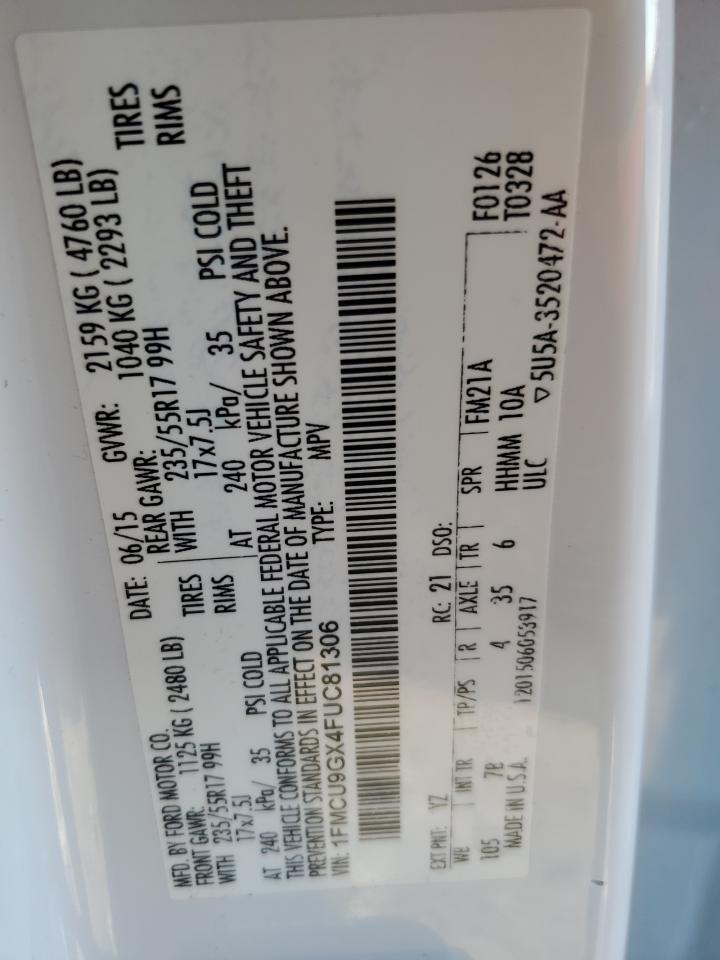 MFD. BY FORD MOTOR CO. DATE: 06/15 GVWR: 2159 KG ( 4760 LB)
FRONT GAWR: 1125 KG ( 2480 LB) REAR GAWR: 1040 KG ( 2293 LB)
WITH 235/55R17 99H TIRES WITH 235/55R17 99H TIRES
17x7.5J RIMS 17x7.5J RIMS
AT 240 kPa/ 35 PSI COLD AT 240 kPa/ 35 PSI COLD
THIS VEHICLE CONFORMS TO ALL APPLICABLE FEDERAL MOTOR VEHICLE SAFETY AND THEFT
PREVENTION STANDARDS IN EFFECT ON THE DATE OF MANUFACTURE SHOWN ABOVE.
VIN: 1FMCU9GX4FUC81306 TYPE: MPV
EXT PNT: YZ RC: 21 DSO: F0126
WB INT TR TP/PS R AXLE TR SPR FM21A T0328
105 7B 4 35 6 HHMM 10A
MADE IN U.S.A. 1201506053917 ULC ▽5U5A-3520472-AA